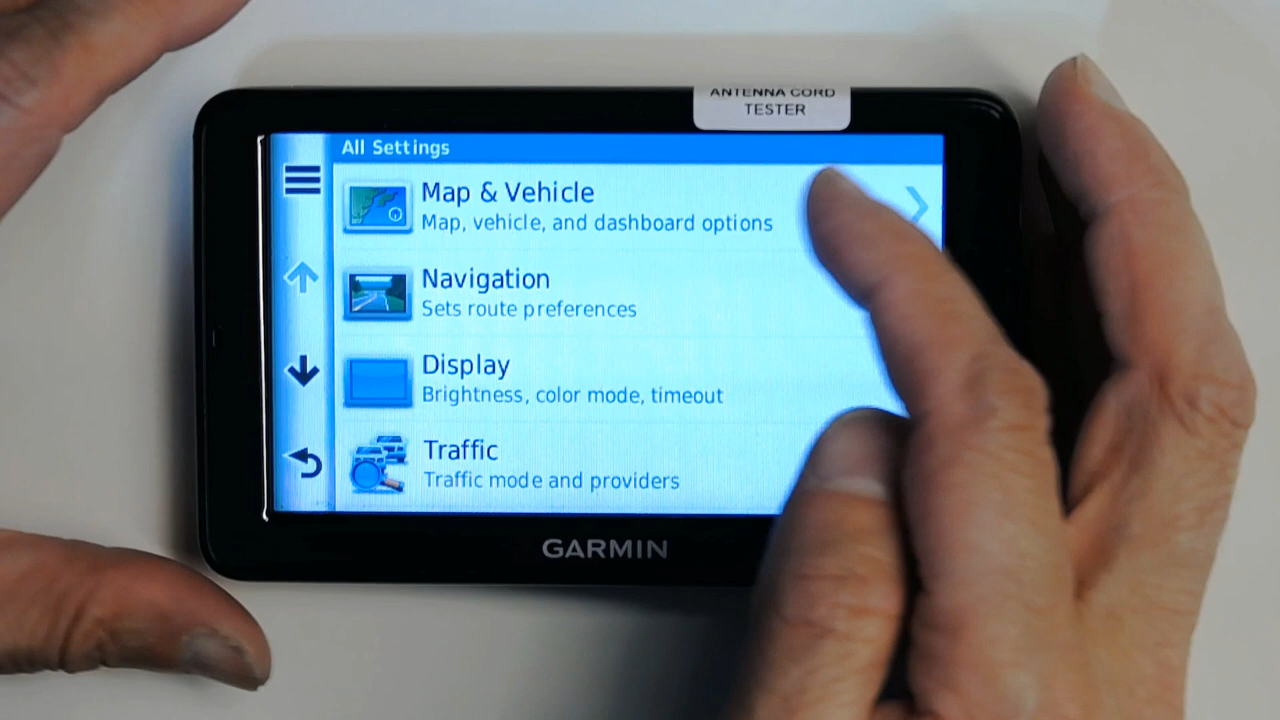 ANTENNA CORD
TESTER
All Settings
Map & Vehicle
Map, vehicle, and dashboard options
Navigation
Sets route preferences
Display
Brightness, color mode, timeout
Traffic
Traffic mode and providers
GARMIN